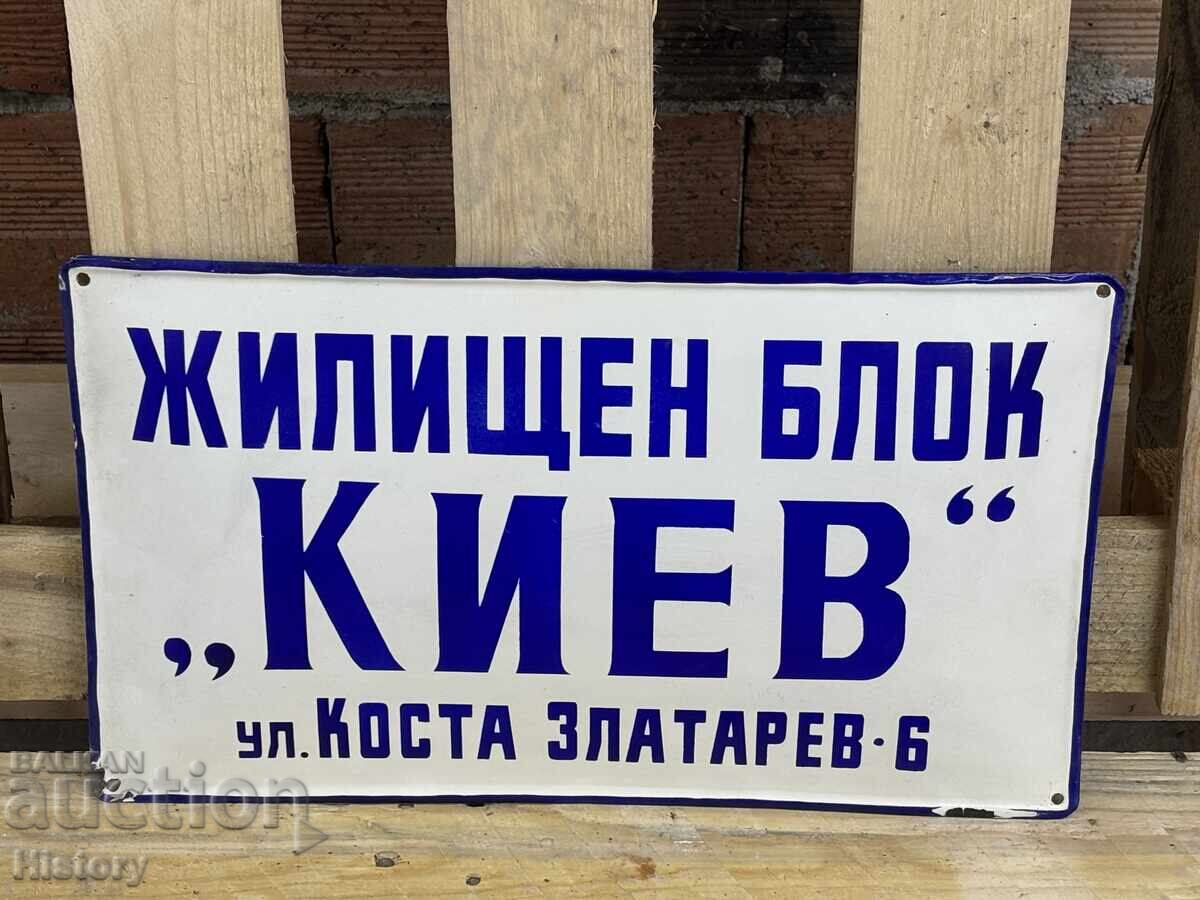 ЖИЛИЩЕН БЛОК
„КИЕВ“
ул. КОСТА ЗЛАТАРЕВ·6
BALKAN
auction
History